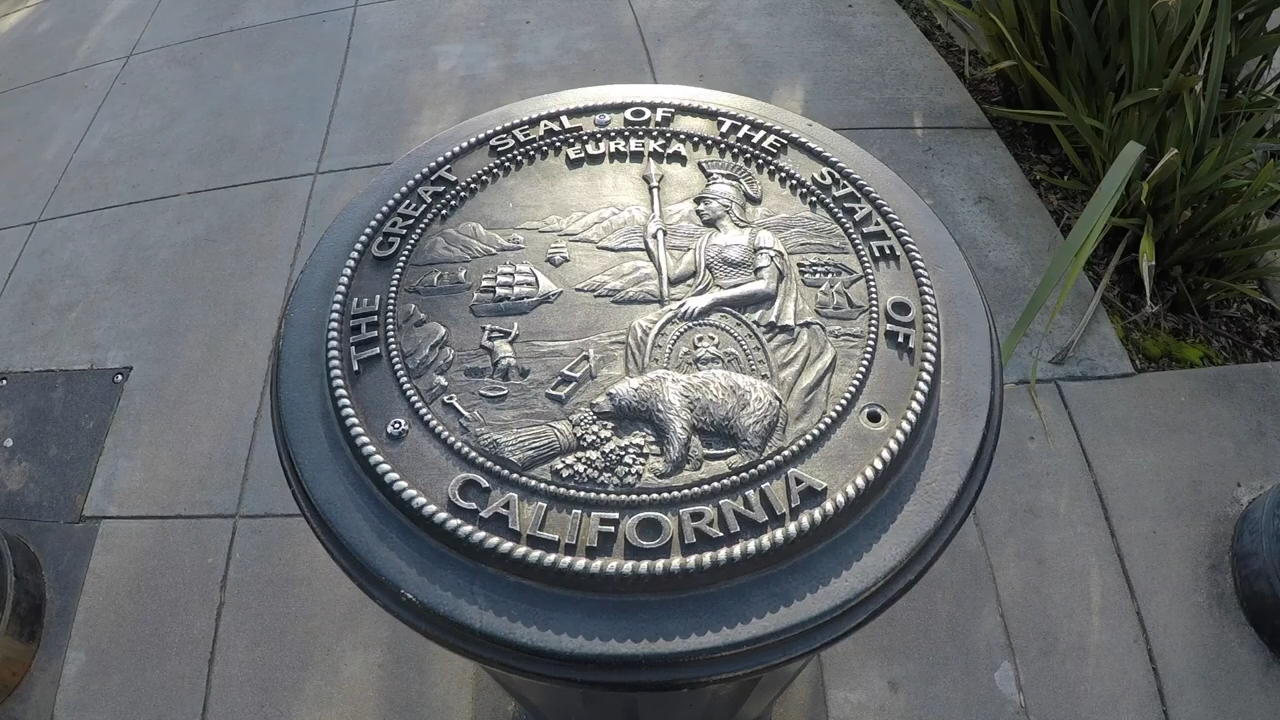 THE GREAT SEAL OF THE STATE OF
EUREKA
CALIFORNIA